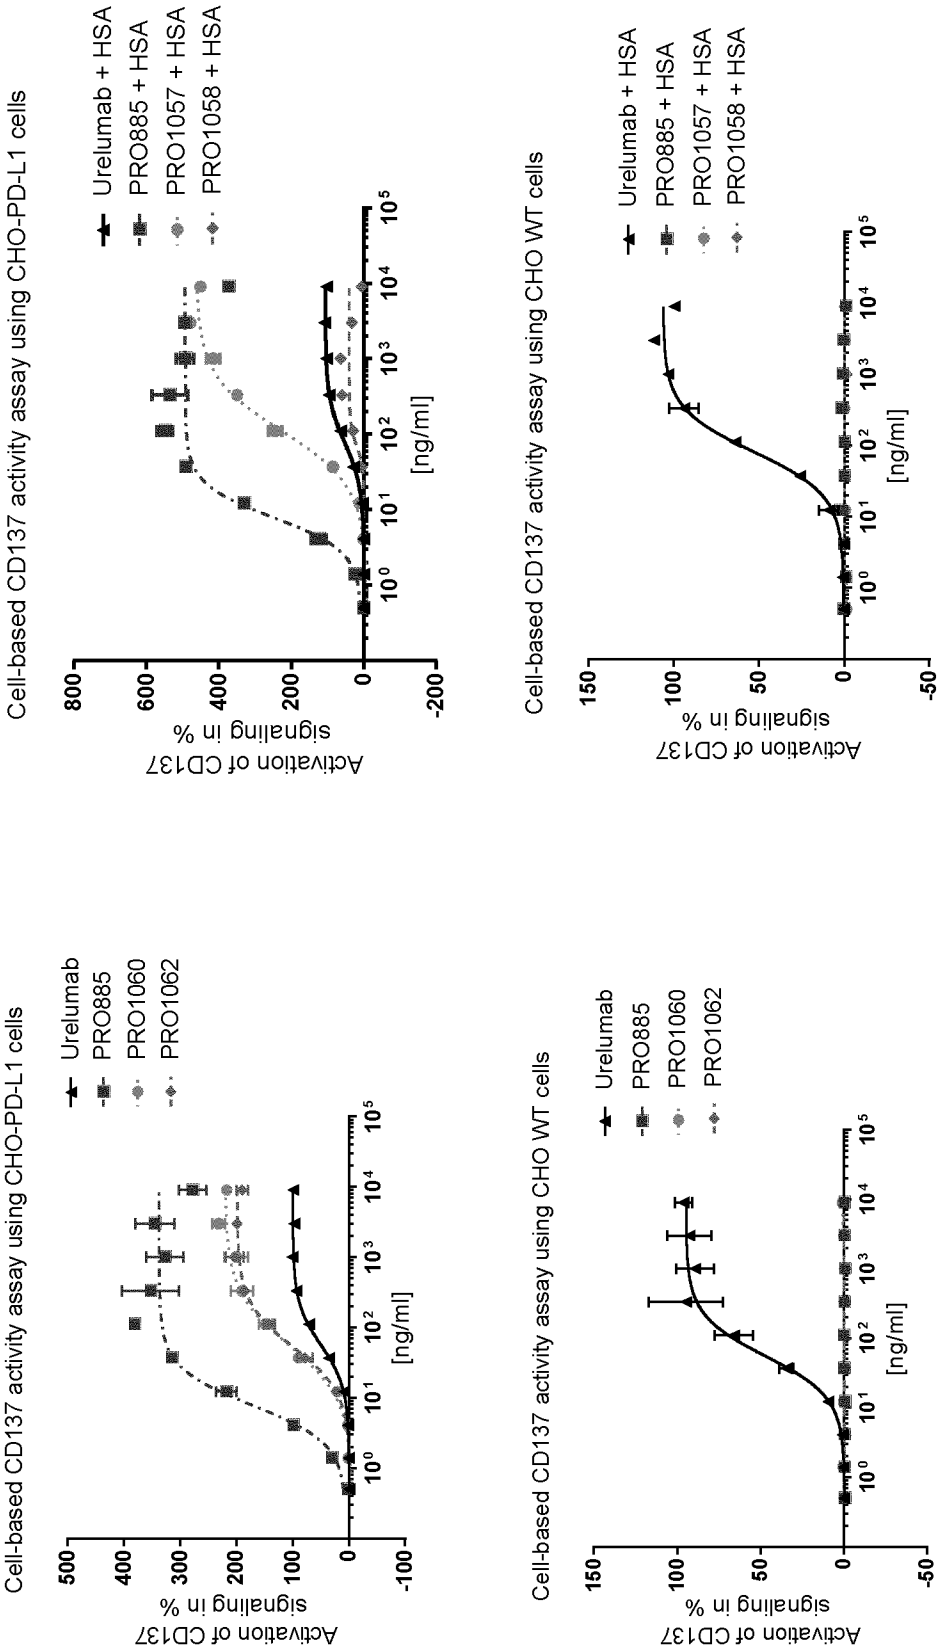 Cell-based CD137 activity assay using CHO-PD-L1 cells
Activation of CD137
signaling in %
500
400
300
200
100
0
-100
10^0
10^1
10^2
10^3
10^4
10^5
[ng/ml]
Urelumab
PRO885
PRO1060
PRO1062
Cell-based CD137 activity assay using CHO-PD-L1 cells
Activation of CD137
signaling in %
800
600
400
200
0
-200
10^0
10^1
10^2
10^3
10^4
10^5
[ng/ml]
Urelumab + HSA
PRO885 + HSA
PRO1057 + HSA
PRO1058 + HSA
Cell-based CD137 activity assay using CHO WT cells
Activation of CD137
signaling in %
150
100
50
0
-50
10^0
10^1
10^2
10^3
10^4
10^5
[ng/ml]
Urelumab
PRO885
PRO1060
PRO1062
Cell-based CD137 activity assay using CHO WT cells
Activation of CD137
signaling in %
150
100
50
0
-50
10^0
10^1
10^2
10^3
10^4
10^5
[ng/ml]
Urelumab + HSA
PRO885 + HSA
PRO1057 + HSA
PRO1058 + HSA